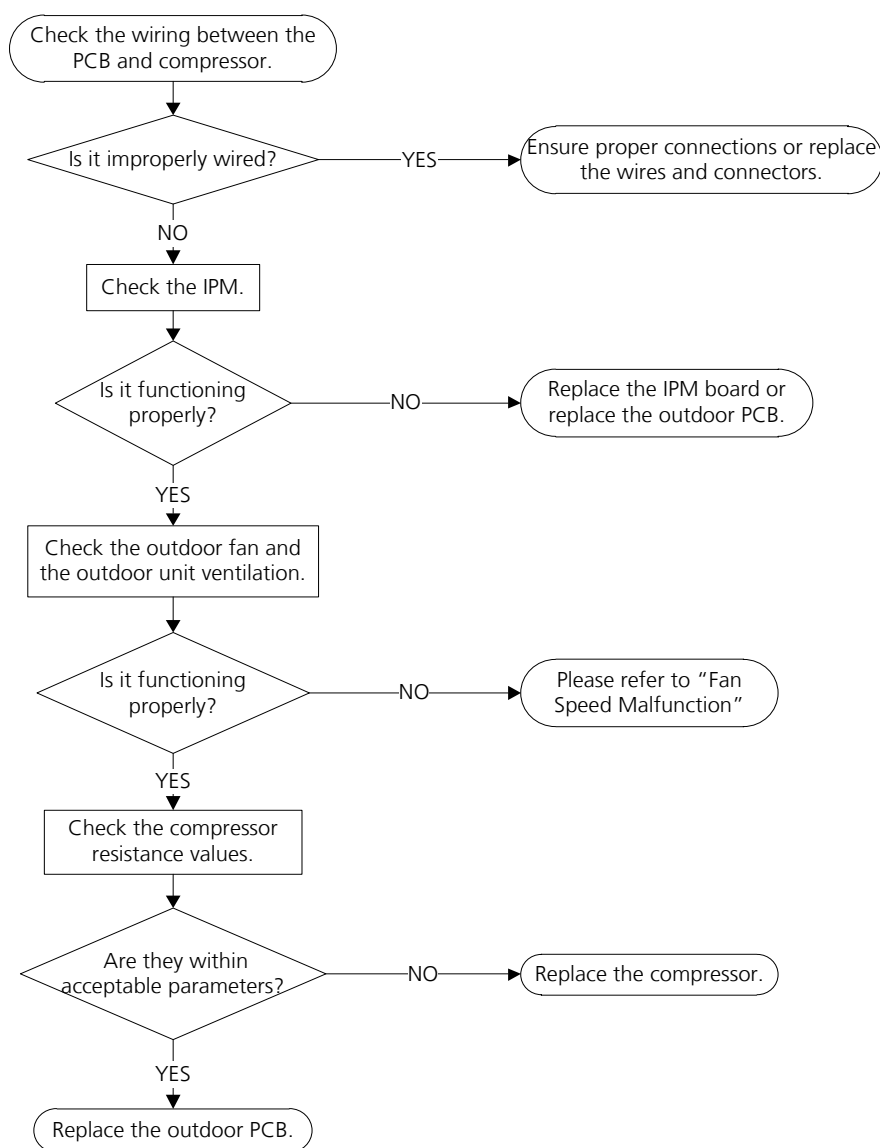 Check the wiring between the
PCB and compressor.
Is it improperly wired?
YES
Ensure proper connections or replace
the wires and connectors.
NO
Check the IPM.
Is it functioning
properly?
NO
Replace the IPM board or
replace the outdoor PCB.
YES
Check the outdoor fan and
the outdoor unit ventilation.
Is it functioning
properly?
NO
Please refer to "Fan
Speed Malfunction"
YES
Check the compressor
resistance values.
Are they within
acceptable parameters?
NO
Replace the compressor.
YES
Replace the outdoor PCB.